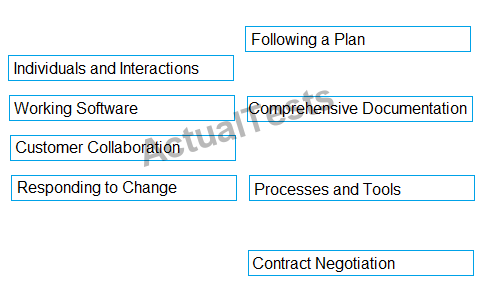 Following a Plan
Individuals and Interactions
Working Software
Comprehensive Documentation
Customer Collaboration
Responding to Change
Processes and Tools
Contract Negotiation
ActualTests